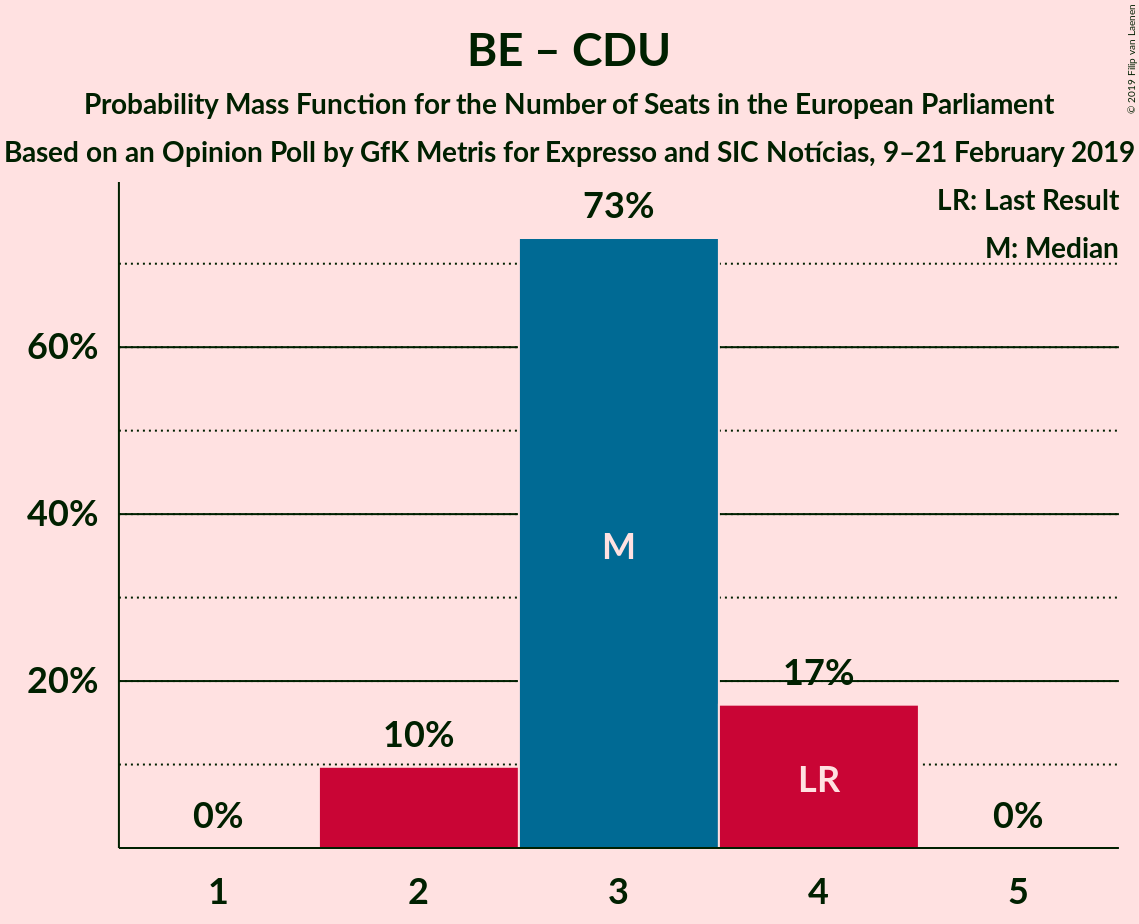 BE – CDU
Probability Mass Function for the Number of Seats in the European Parliament
Based on an Opinion Poll by GfK Metris for Expresso and SIC Notícias, 9–21 February 2019
© 2019 Filip van Laenen
LR: Last Result
M: Median
73%
60%
M
40%
17%
20%
10%
LR
0%
0%
1
2
3
4
5